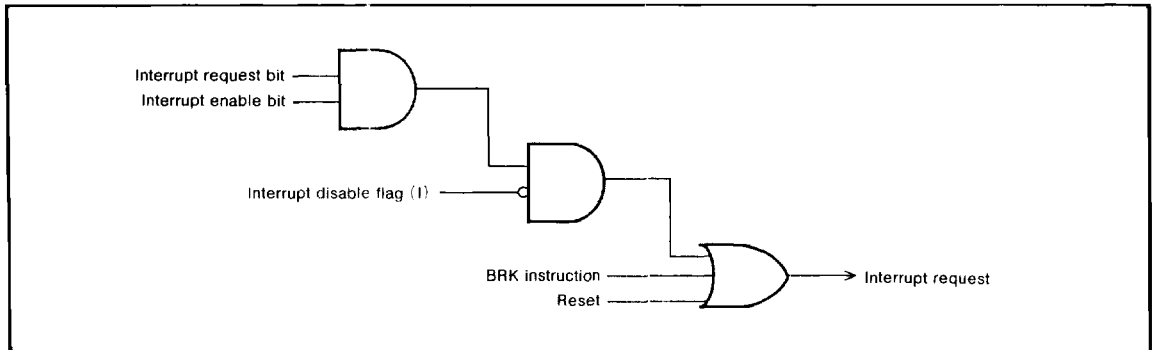 Interrupt request bit
Interrupt enable bit
Interrupt disable flag (I)
BRK instruction
Reset
Interrupt request